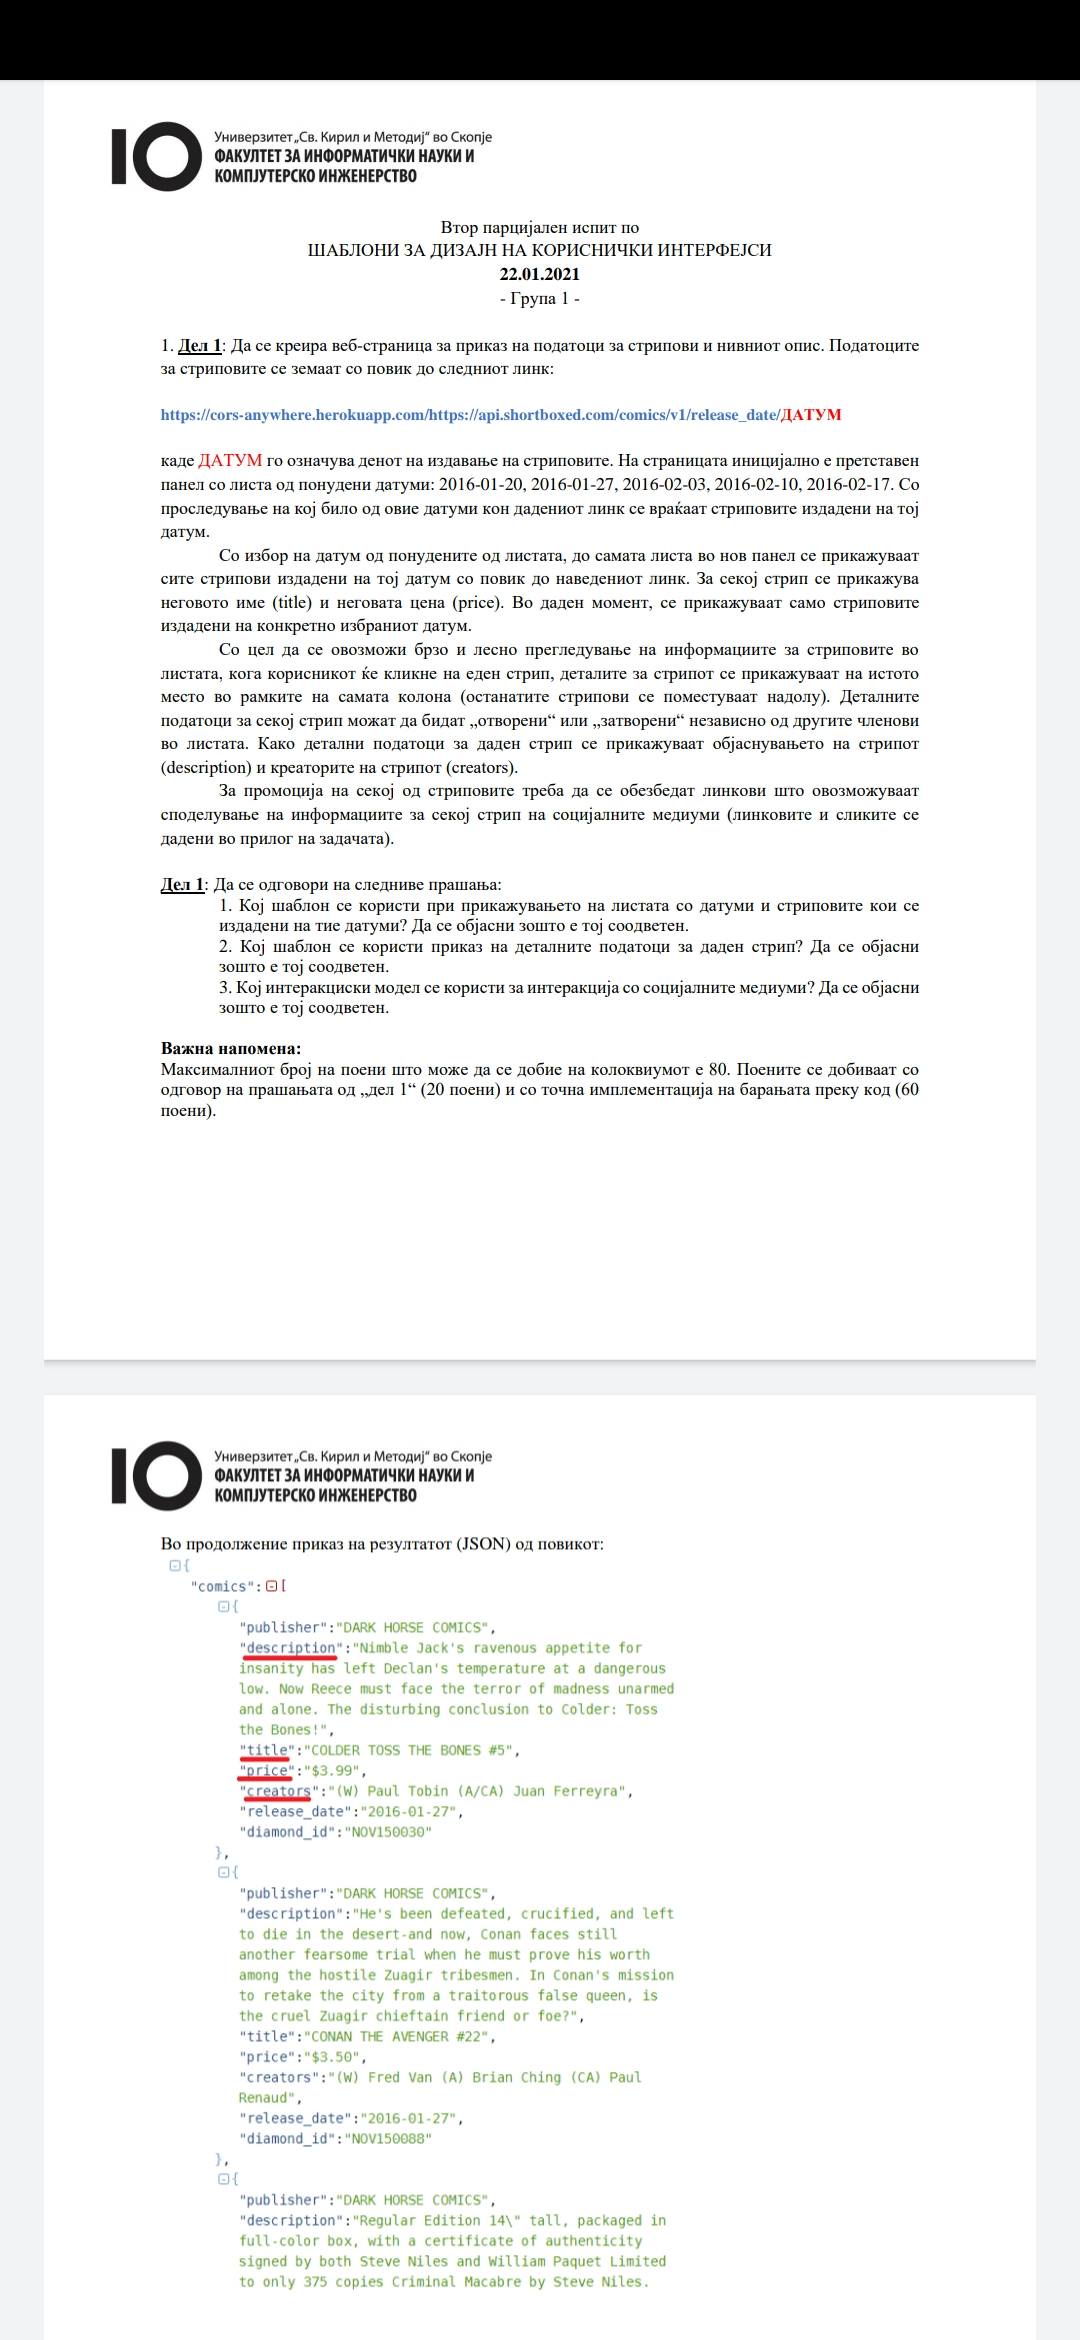 Универзитет „Св. Кирил и Методиј“ во Скопје
ФАКУЛТЕТ ЗА ИНФОРМАТИЧКИ НАУКИ И
КОМПЈУТЕРСКО ИНЖЕНЕРСТВО
Втор парцијален испит по
ШАБЛОНИ ЗА ДИЗАЈН НА КОРИСНИЧКИ ИНТЕРФЕЈСИ
22.01.2021
- Група 1 -
1. Дел 1: Да се креира веб-страница за приказ на податоци за стрипови и нивниот опис. Податоците
за стриповите се земаат со повик до следниот линк:
https://cors-anywhere.herokuapp.com/https://api.shortboxed.com/comics/v1/release_date/ДАТУМ
каде ДАТУМ го означува денот на издавање на стриповите. На страницата иницијално е претставен
панел со листа од понудени датуми: 2016-01-20, 2016-01-27, 2016-02-03, 2016-02-10, 2016-02-17. Со
проследување на кој било од овие датуми кон дадениот линк се враќаат стриповите издадени на тој
датум.
Со избор на датум од понудените од листата, до самата листа во нов панел се прикажуваат
сите стрипови издадени на тој датум со повик до наведениот линк. За секој стрип се прикажува
неговото име (title) и неговата цена (price). Во даден момент, се прикажуваат само стриповите
издадени на конкретно избраниот датум.
Со цел да се овозможи брзо и лесно прегледување на информациите за стриповите во
листата, кога корисникот ќе кликне на еден стрип, деталите за стрипот се прикажуваат на истото
место во рамките на самата колона (останатите стрипови се поместуваат надолу). Деталните
податоци за секој стрип можат да бидат „отворени“ или „затворени“ независно од другите членови
во листата. Како детални податоци за даден стрип се прикажуваат објаснувањето на стрипот
(description) и креаторите на стрипот (creators).
За промоција на секој од стриповите треба да се обезбедат линкови што овозможуваат
споделување на информациите за секој стрип на социјалните медиуми (линковите и сликите се
дадени во прилог на задачата).
Дел 1: Да се одговори на следниве прашања:
1. Кој шаблон се користи при прикажувањето на листата со датуми и стриповите кои се
издадени на тие датуми? Да се објасни зошто е тој соодветен.
2. Кој шаблон се користи приказ на деталните податоци за даден стрип? Да се објасни
зошто е тој соодветен.
3. Кој интеракциски модел се користи за интеракција со социјалните медиуми? Да се објасни
зошто е тој соодветен.
Важна напомена:
Максималниот број на поени што може да се добие на колоквиумот е 80. Поените се добиваат со
одговор на прашањата од „дел 1“ (20 поени) и со точна имплементација на барањата преку код (60
поени).
Универзитет „Св. Кирил и Методиј“ во Скопје
ФАКУЛТЕТ ЗА ИНФОРМАТИЧКИ НАУКИ И
КОМПЈУТЕРСКО ИНЖЕНЕРСТВО
Во продолжение приказ на резултатот (JSON) од повикот:
{
"comics":[
{
"publisher":"DARK HORSE COMICS",
"description":"Nimble Jack's ravenous appetite for
insanity has left Declan's temperature at a dangerous
low. Now Reece must face the terror of madness unarmed
and alone. The disturbing conclusion to Colder: Toss
the Bones!",
"title":"COLDER TOSS THE BONES #5",
"price":"$3.99",
"creators":"(W) Paul Tobin (A/CA) Juan Ferreyra",
"release_date":"2016-01-27",
"diamond_id":"NOV150030"
},
{
"publisher":"DARK HORSE COMICS",
"description":"He's been defeated, crucified, and left
to die in the desert-and now, Conan faces still
another fearsome trial when he must prove his worth
among the hostile Zuagir tribesmen. In Conan's mission
to retake the city from a traitorous false queen, is
the cruel Zuagir chieftain friend or foe?",
"title":"CONAN THE AVENGER #22",
"price":"$3.50",
"creators":"(W) Fred Van (A) Brian Ching (CA) Paul
Renaud",
"release_date":"2016-01-27",
"diamond_id":"NOV150088"
},
{
"publisher":"DARK HORSE COMICS",
"description":"Regular Edition 14\" tall, packaged in
full-color box, with a certificate of authenticity
signed by both Steve Niles and William Paquet Limited
to only 375 copies Criminal Macabre by Steve Niles.